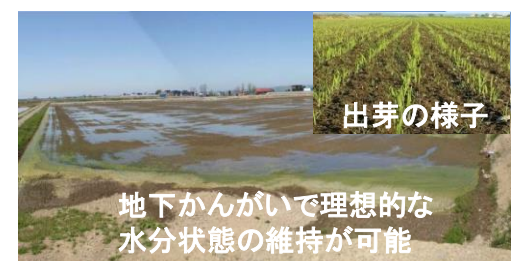 出芽の様子
地下かんがいで理想的な
水分状態の維持が可能